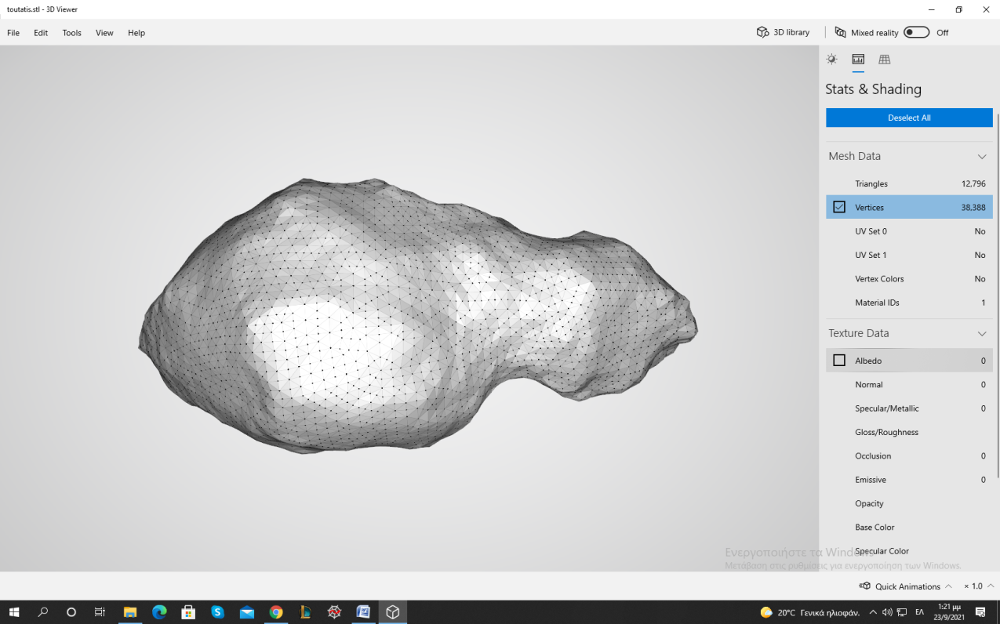 toutatis.stl - 3D Viewer
File Edit Tools View Help 3D library Mixed reality Off
Stats & Shading
Deselect All
Mesh Data
Triangles 12,796
Vertices 38,388
UV Set 0 No
UV Set 1 No
Vertex Colors No
Material IDs 1
Texture Data
Albedo 0
Normal 0
Specular/Metallic 0
Gloss/Roughness
Occlusion 0
Emissive 0
Opacity
Base Color
Specular Color
Ενεργοποιήστε τα Windows
Μετάβαση στις ρυθμίσεις για ενεργοποίηση των Windows.
Quick Animations × 1.0
20°C Γενικά ηλιοφάν. ΕΛ 1:21 μμ
23/9/2021